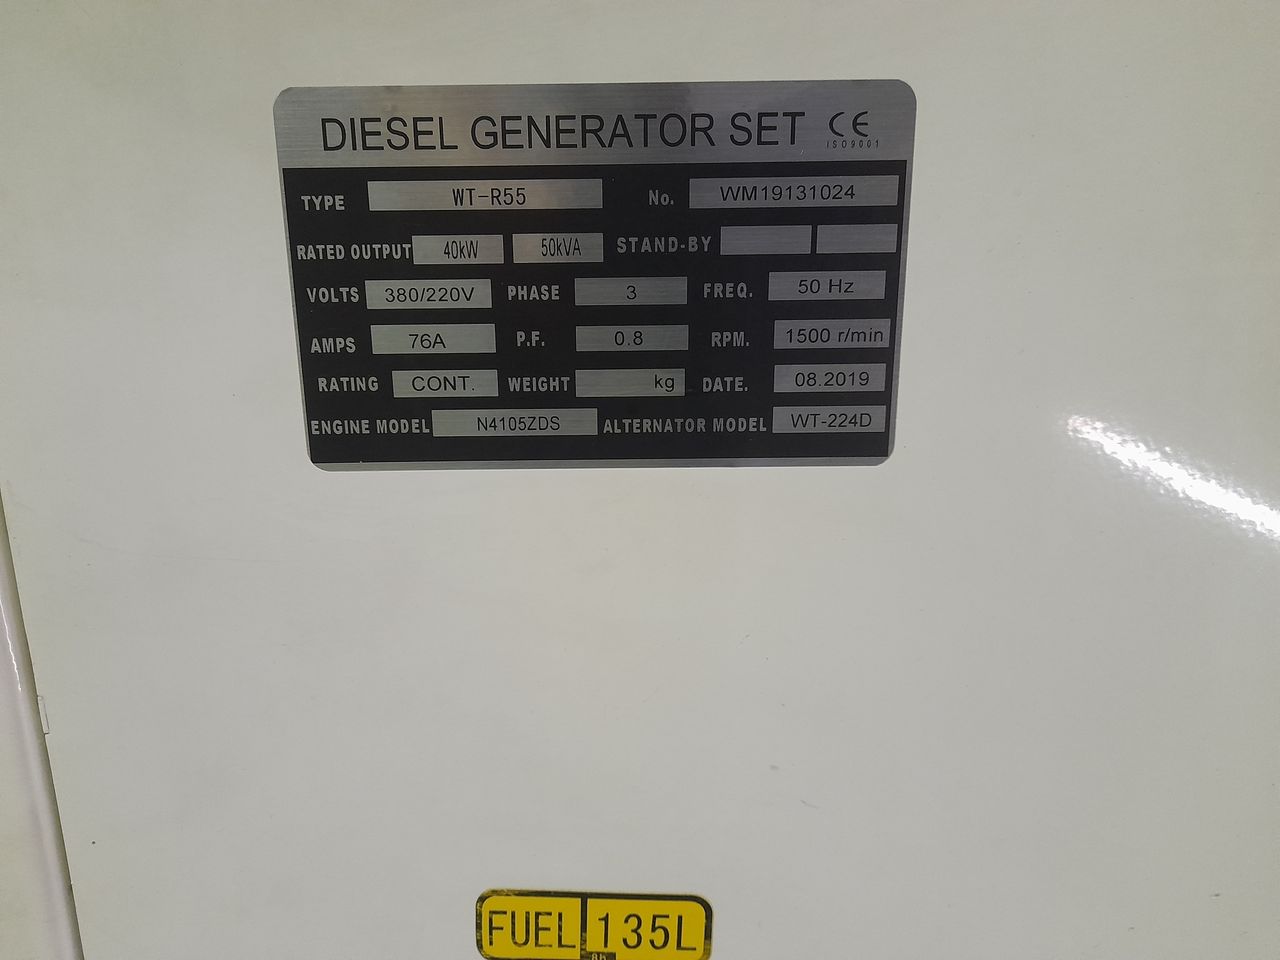 DIESEL GENERATOR SET CE
ISO9001
TYPE WT-R55 No. WM19131024
RATED OUTPUT 40kW 50kVA STAND-BY
VOLTS 380/220V PHASE 3 FREQ. 50 Hz
AMPS 76A P.F. 0.8 RPM. 1500 r/min
RATING CONT. WEIGHT kg DATE. 08.2019
ENGINE MODEL N4105ZDS ALTERNATOR MODEL WT-224D
FUEL 135L